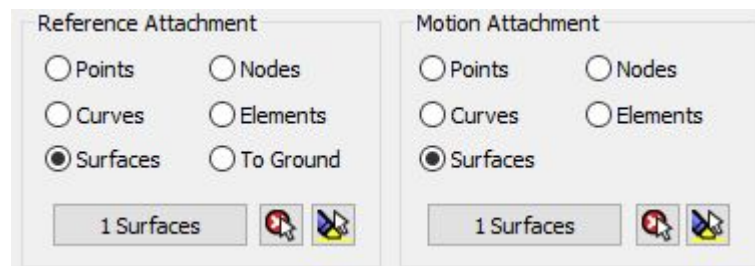 Reference Attachment
Points Nodes
Curves Elements
Surfaces To Ground
1 Surfaces
Motion Attachment
Points Nodes
Curves Elements
Surfaces
1 Surfaces